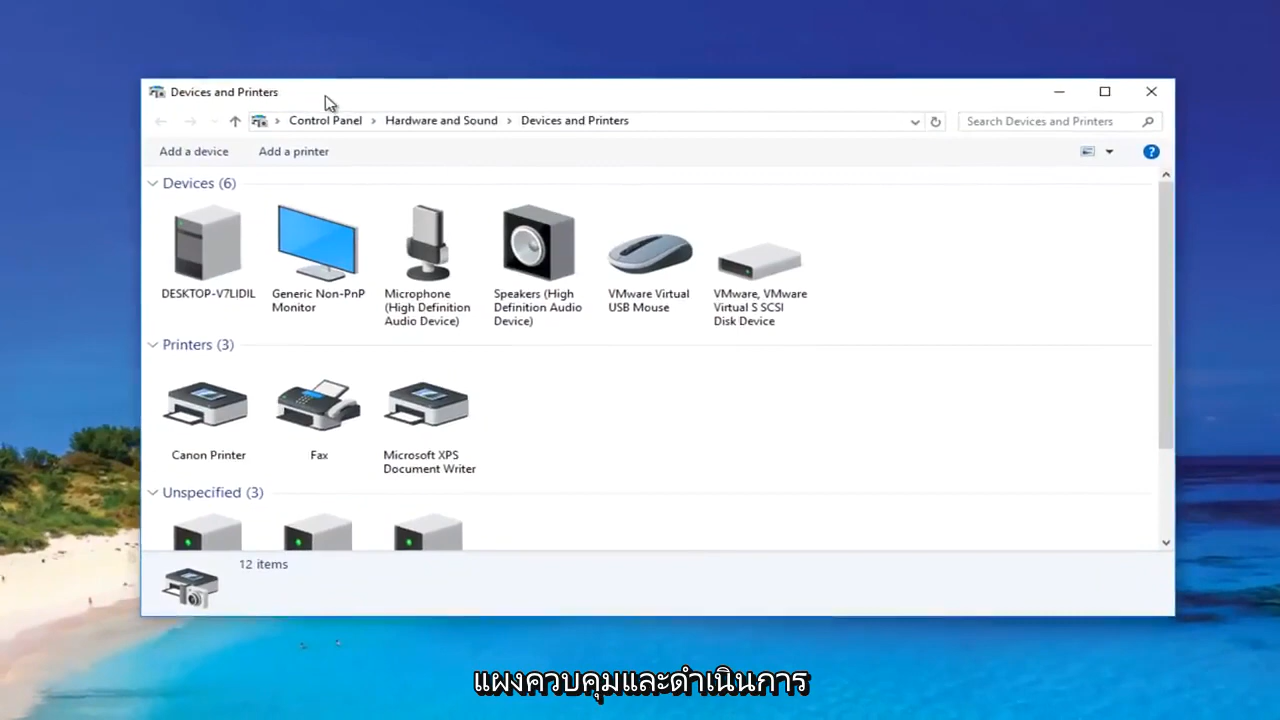 Devices and Printers
Control Panel > Hardware and Sound > Devices and Printers
Search Devices and Printers
Add a device
Add a printer
?
Devices (6)
DESKTOP-V7LIDIL
Generic Non-PnP
Monitor
Microphone
(High Definition
Audio Device)
Speakers (High
Definition Audio
Device)
VMware Virtual
USB Mouse
VMware, VMware
Virtual S SCSI
Disk Device
Printers (3)
Canon Printer
Fax
Microsoft XPS
Document Writer
Unspecified (3)
12 items
แผงควบคุมและดำเนินการ